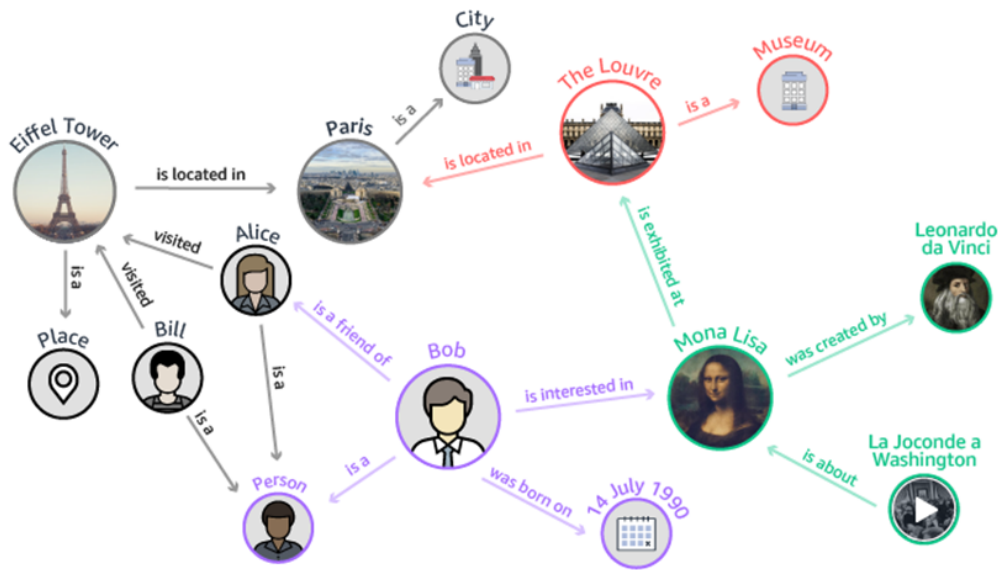 City
Museum
The Louvre
is a
is a
Eiffel Tower
Paris
is located in
is located in
Alice
visited
is exhibited at
Leonardo
da Vinci
is a
visited
Place
Bill
is a friend of
Bob
Mona Lisa
was created by
is a
is interested in
is a
La Joconde a
Washington
is about
is a
Person
was born on
14 July 1990